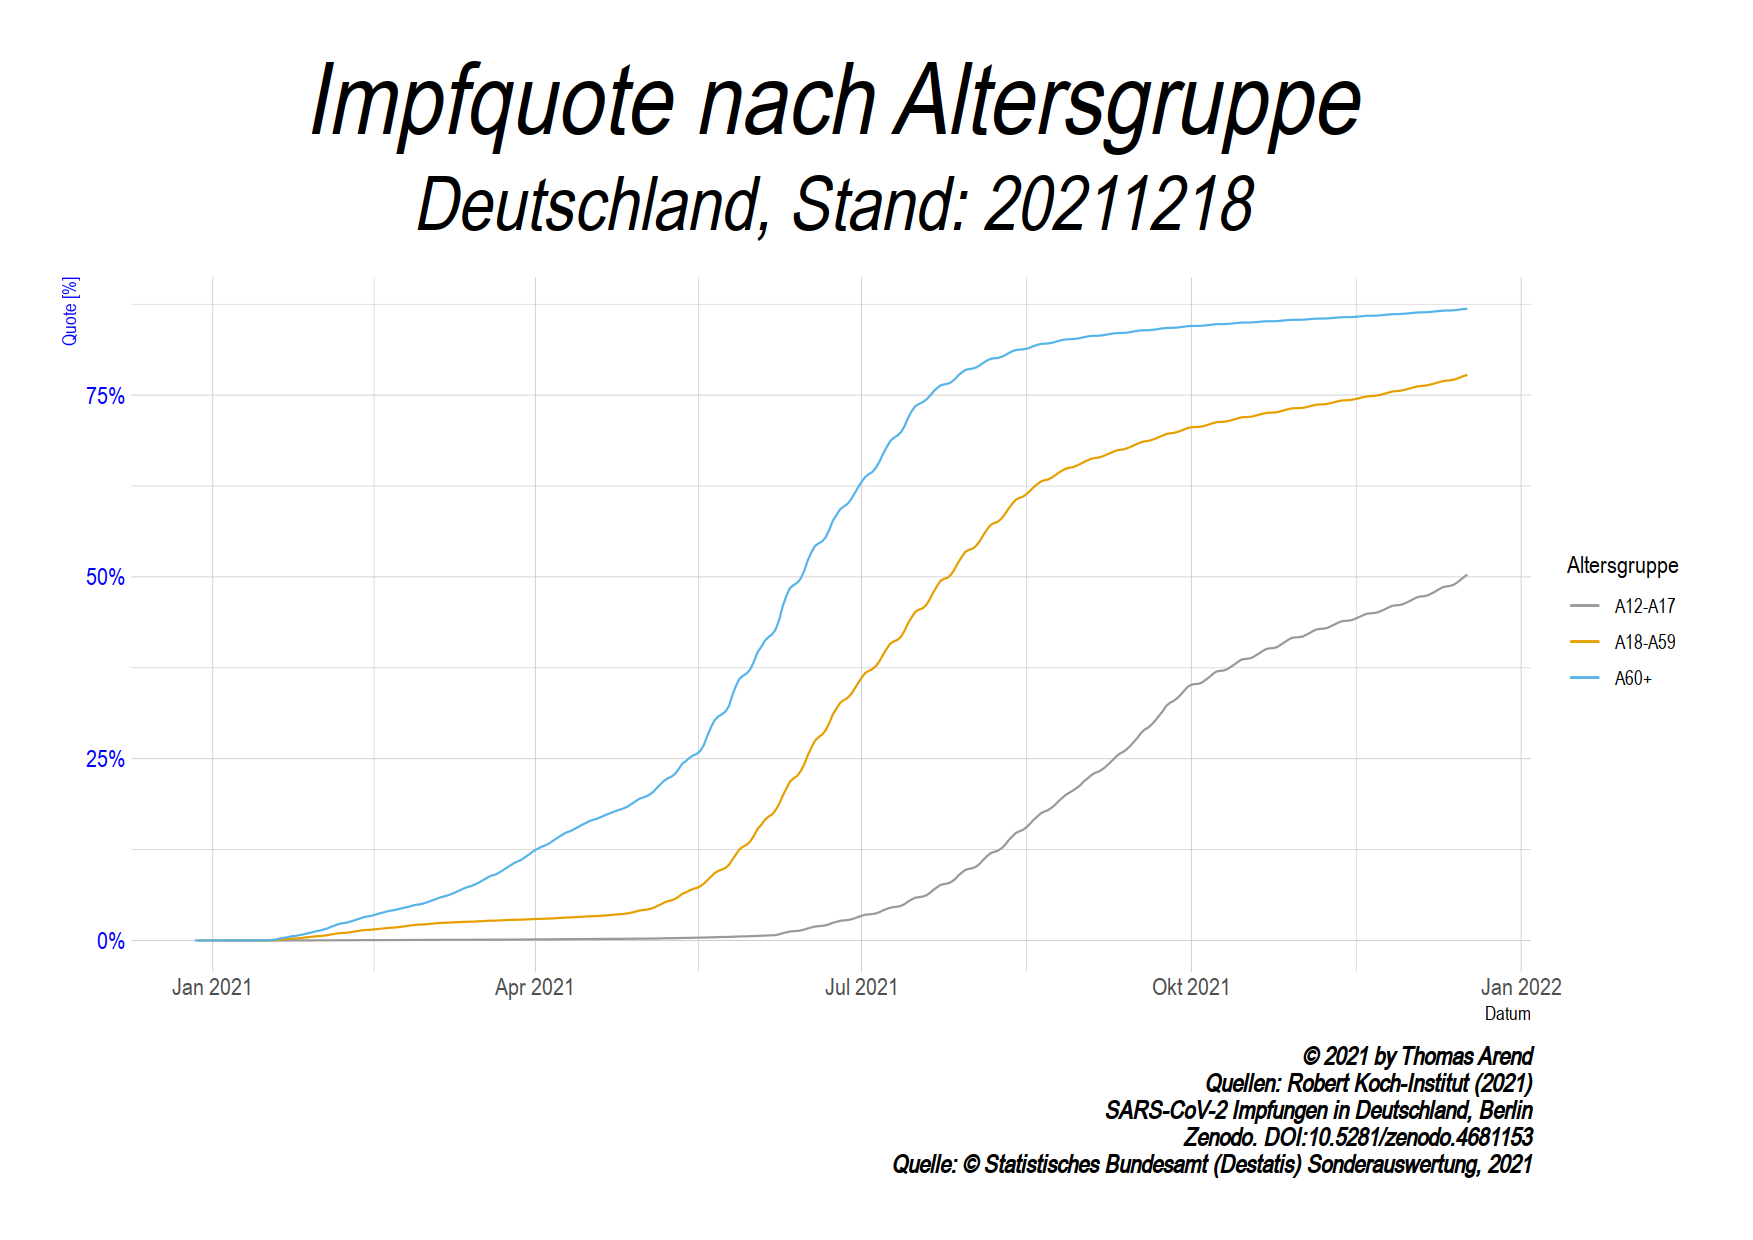 Impfquote nach Altersgruppe
Deutschland, Stand: 20211218
Quote [%]
75%
50%
25%
0%
Jan 2021
Apr 2021
Jul 2021
Okt 2021
Jan 2022
Datum
Altersgruppe
A12-A17
A18-A59
A60+
© 2021 by Thomas Arend
Quellen: Robert Koch-Institut (2021)
SARS-CoV-2 Impfungen in Deutschland, Berlin
Zenodo. DOI:10.5281/zenodo.4681153
Quelle: © Statistisches Bundesamt (Destatis) Sonderauswertung, 2021